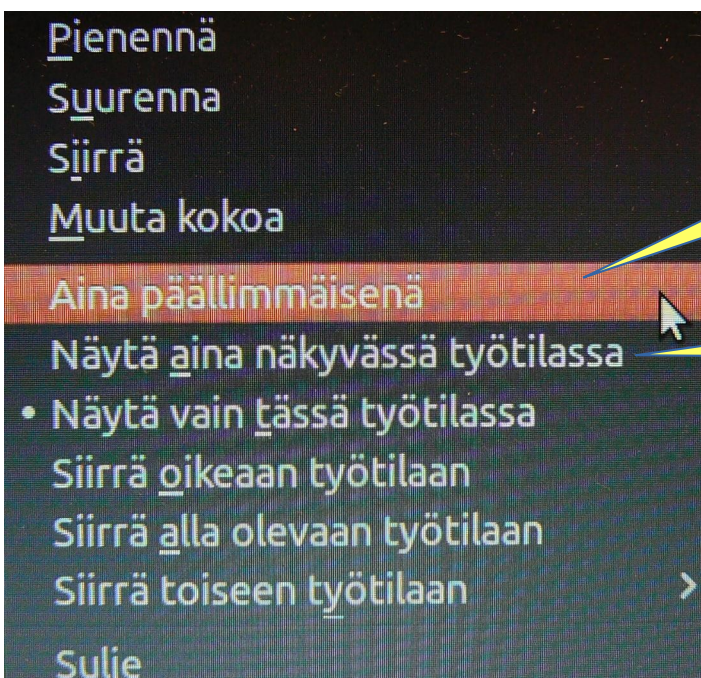 Pienennä
Suurenna
Siirrä
Muuta kokoa
Aina päällimmäisenä
Näytä aina näkyvässä työtilassa
• Näytä vain tässä työtilassa
Siirrä oikeaan työtilaan
Siirrä alla olevaan työtilaan
Siirrä toiseen työtilaan
Sulje